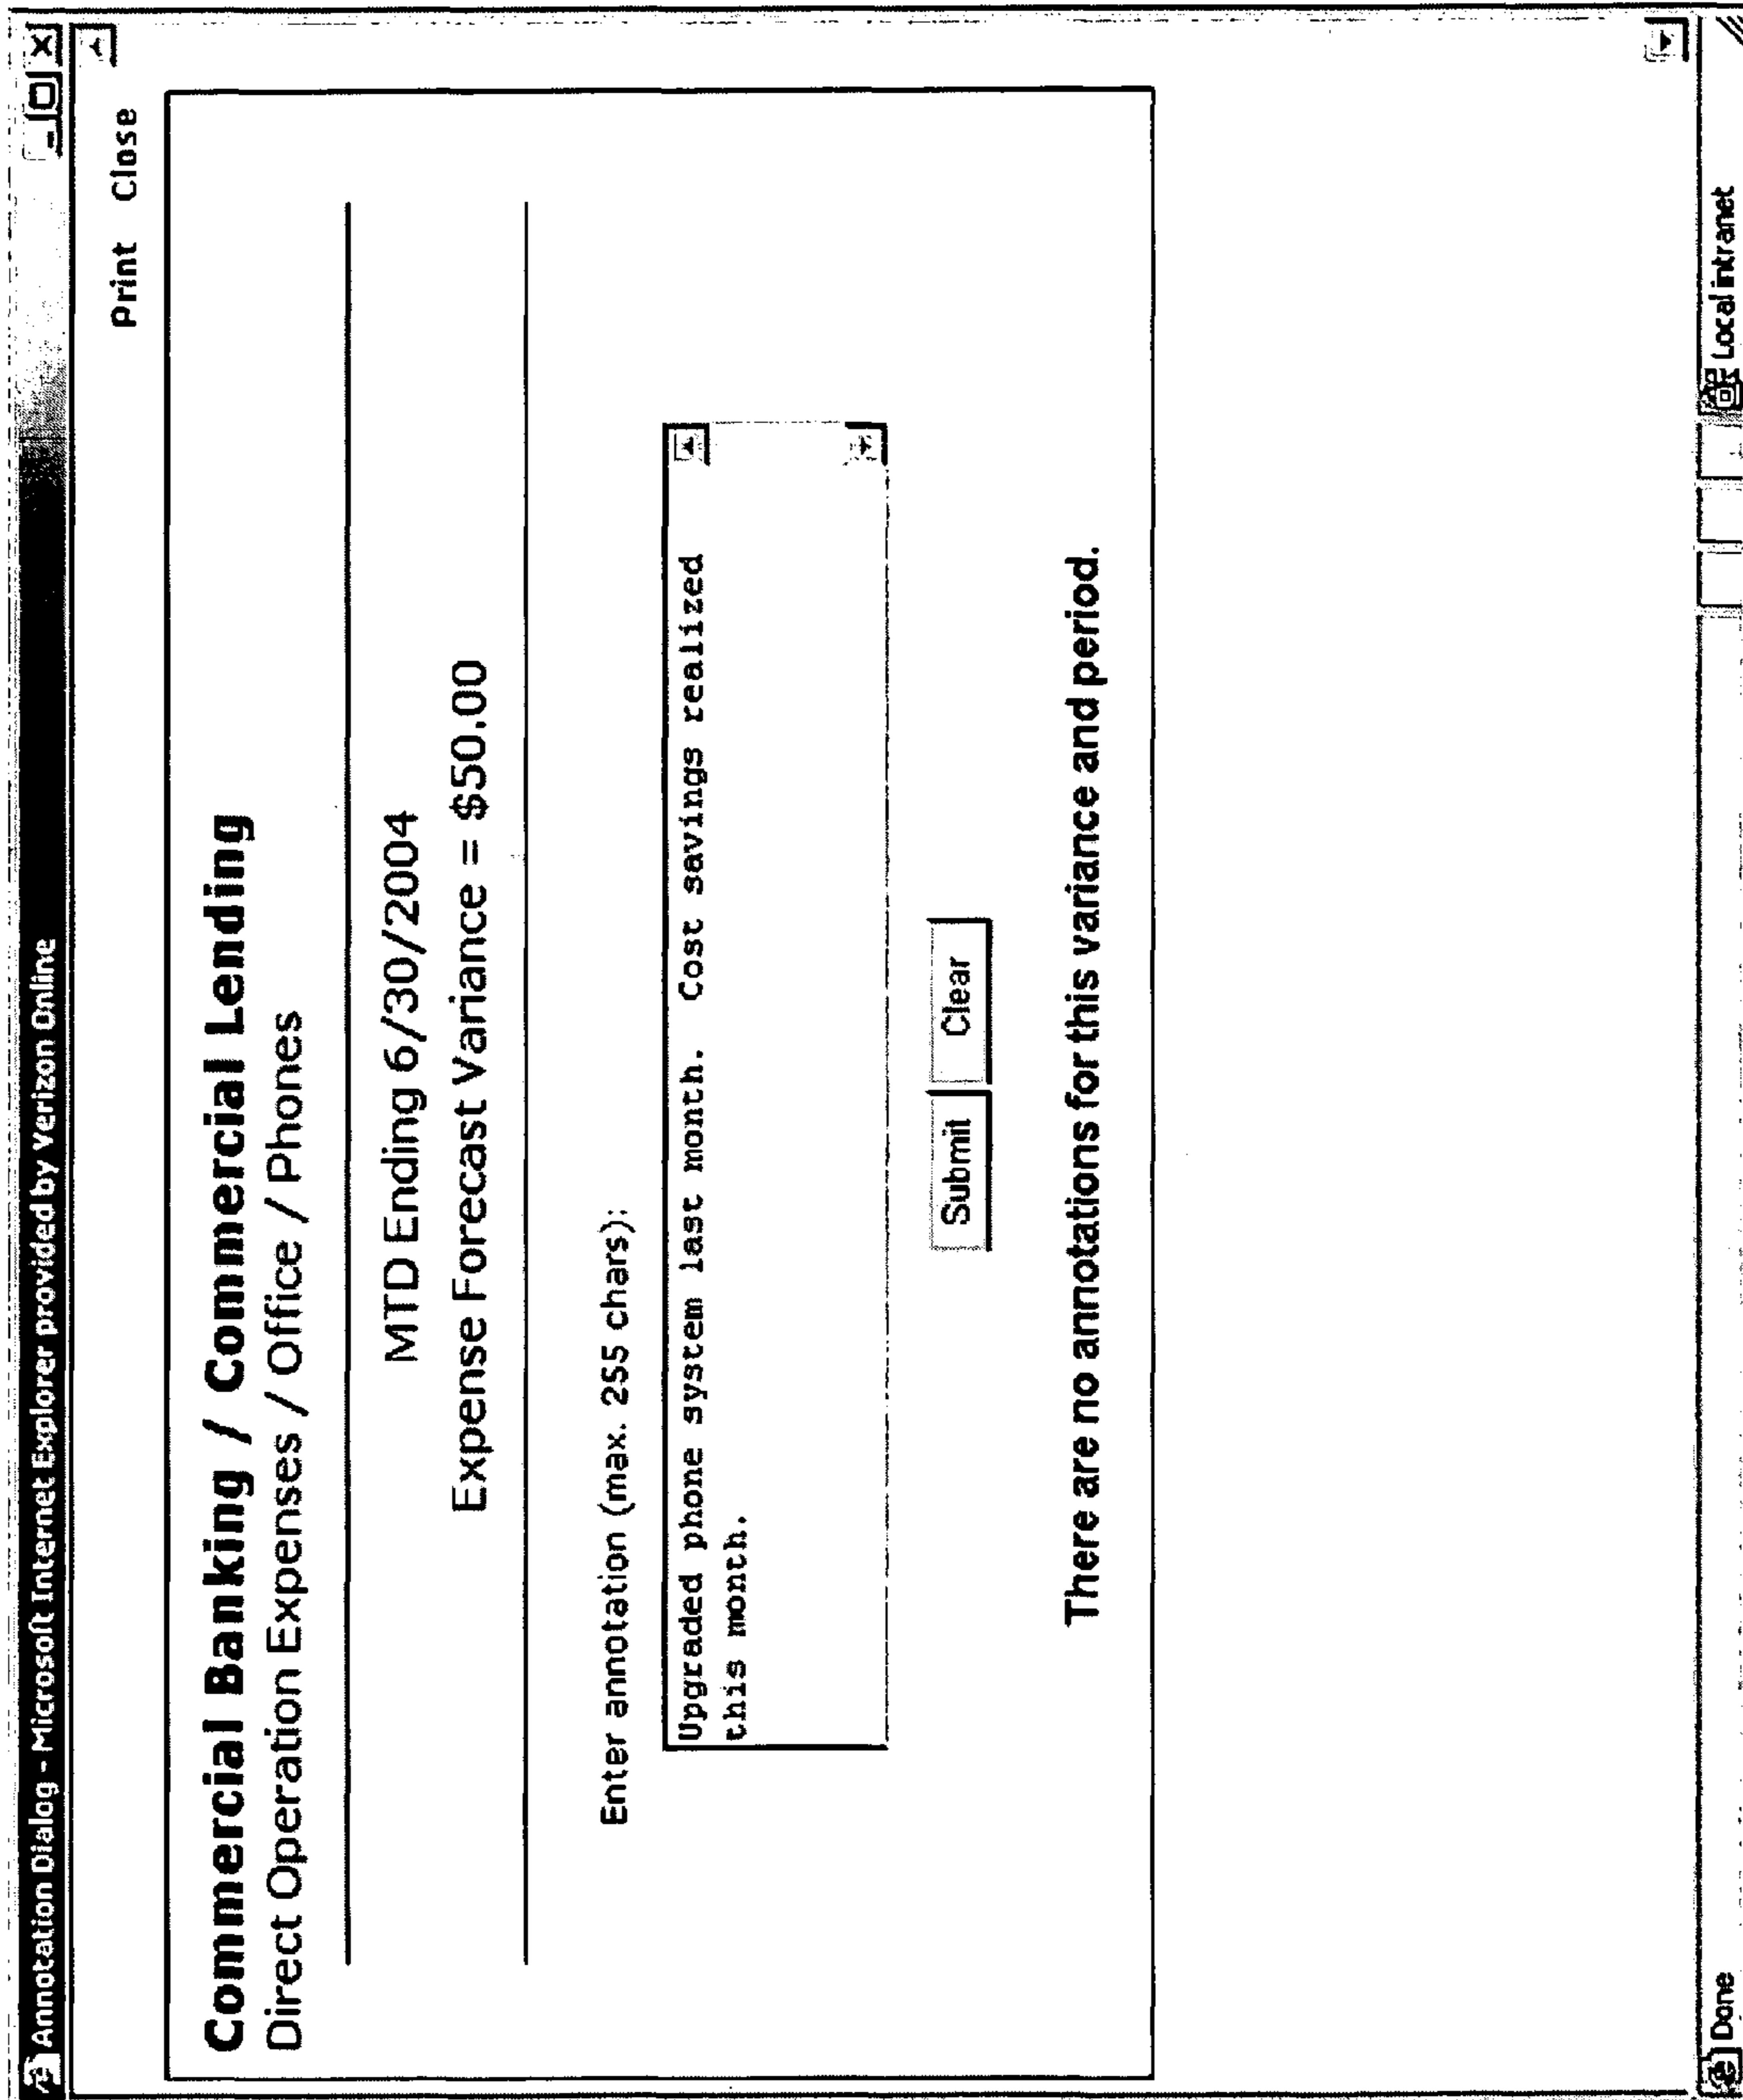 Annotation Dialog - Microsoft Internet Explorer provided by Verizon Online
Print Close
Commercial Banking / Commercial Lending
Direct Operation Expenses / Office / Phones
MTD Ending 6/30/2004
Expense Forecast Variance = $50.00
Enter annotation (max. 255 chars):
Upgraded phone system last month. Cost savings realized
this month.
Submit Clear
There are no annotations for this variance and period.
Done Local intranet